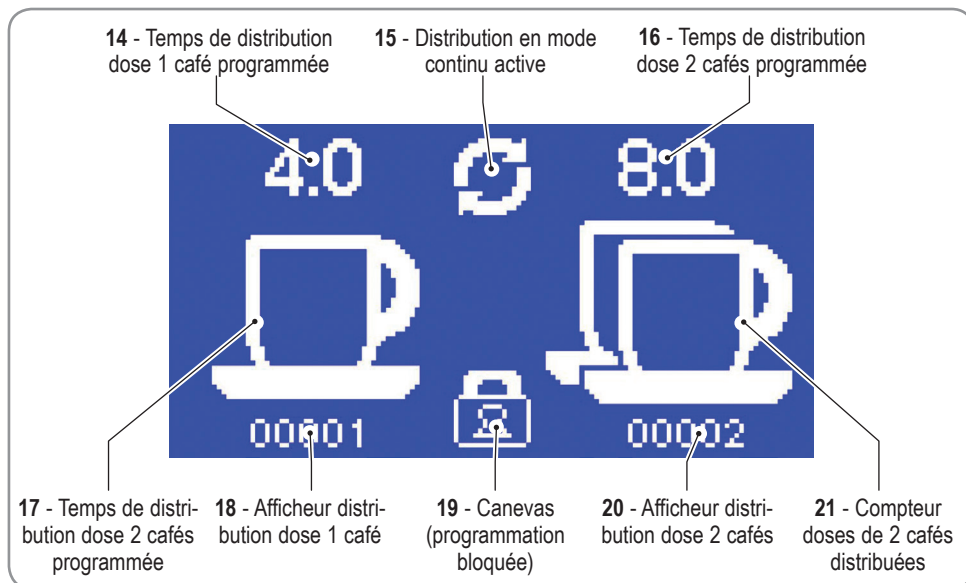 14 - Temps de distribution
dose 1 café programmée
15 - Distribution en mode
continu active
16 - Temps de distribution
dose 2 cafés programmée
4.0
8.0
00001
00002
17 - Temps de distri-
bution dose 2 cafés
programmée
18 - Afficheur distri-
bution dose 1 café
19 - Canevas
(programmation
bloquée)
20 - Afficheur distri-
bution dose 2 cafés
21 - Compteur
doses de 2 cafés
distribuées